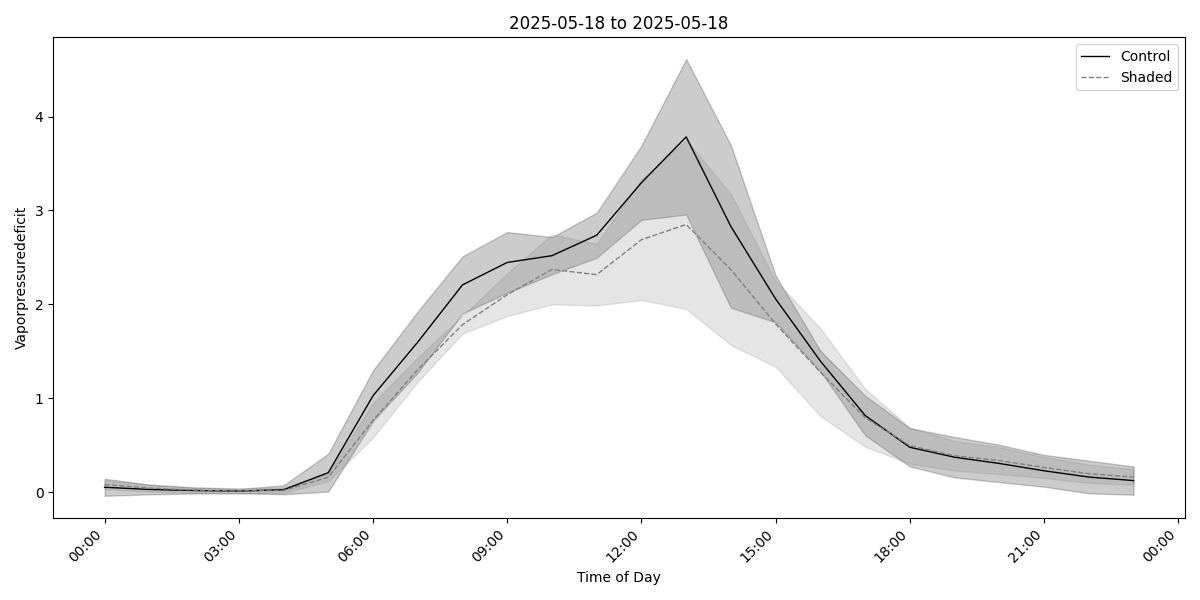 2025-05-18 to 2025-05-18
Control
Shaded
Vaporpressuredeficit
4
3
2
1
0
00:00 03:00 06:00 09:00 12:00 15:00 18:00 21:00 00:00
Time of Day